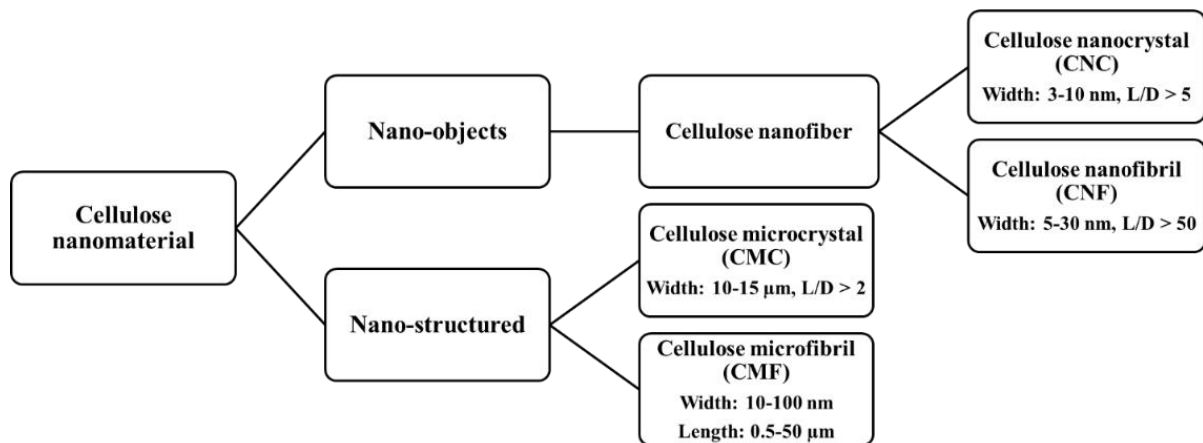 Cellulose
nanomaterial
Nano-objects
Nano-structured
Cellulose nanofiber
Cellulose microcrystal
(CMC)
Width: 10-15 µm, L/D > 2
Cellulose microfibril
(CMF)
Width: 10-100 nm
Length: 0.5-50 µm
Cellulose nanocrystal
(CNC)
Width: 3-10 nm, L/D > 5
Cellulose nanofibril
(CNF)
Width: 5-30 nm, L/D > 50